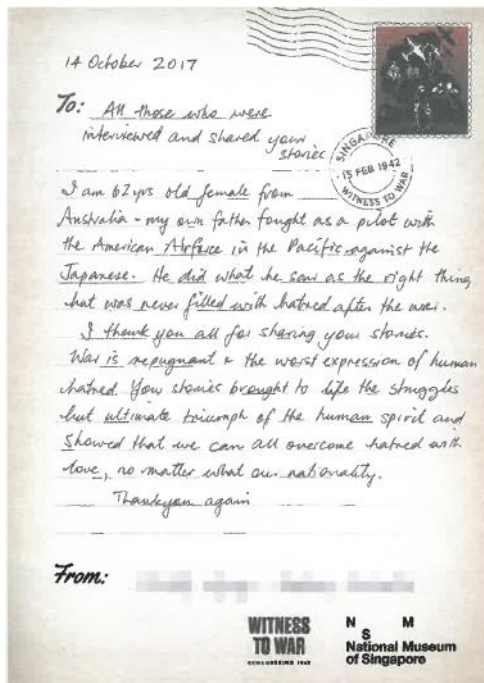 14 October 2017
To: All those who were
interviewed and shared your
stories
SINGAPORE
15 FEB 1942
WITNESS TO WAR
I am 62yrs old female from
Australia - my own father fought as a pilot with
the American Airforce in the Pacific against the
Japanese. He did what he saw as the right thing
but was never filled with hatred after the war.
I thank you all for sharing your stories.
War is repugnant & the worst expression of human
hatred. Your stories brought to life the struggles
but ultimate triumph of the human spirit and
showed that we can all overcome hatred with
love, no matter what our nationality.
Thankyou again
From:
WITNESS
TO WAR
REMEMBERING 1942
N M
S
National Museum
of Singapore